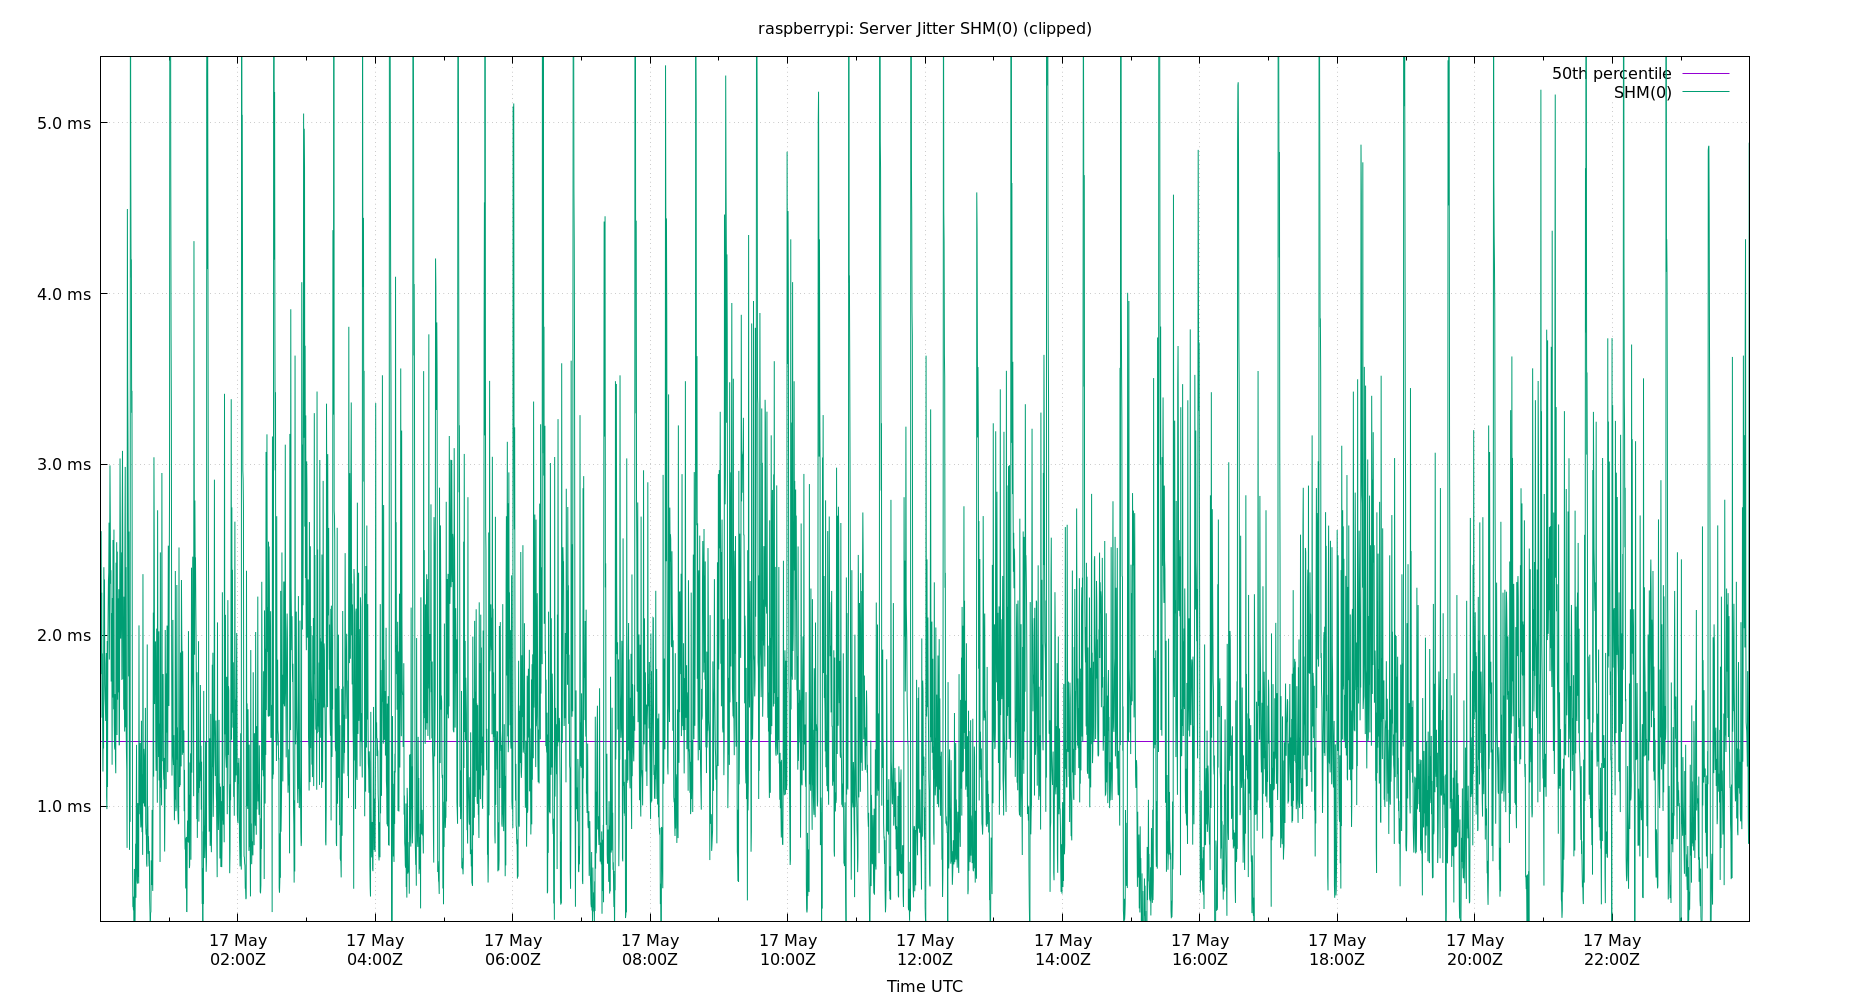 raspberrypi: Server Jitter SHM(0) (clipped)
50th percentile
SHM(0)
5.0 ms
4.0 ms
3.0 ms
2.0 ms
1.0 ms
17 May 17 May 17 May 17 May 17 May 17 May 17 May 17 May 17 May 17 May 17 May
02:00Z 04:00Z 06:00Z 08:00Z 10:00Z 12:00Z 14:00Z 16:00Z 18:00Z 20:00Z 22:00Z
Time UTC